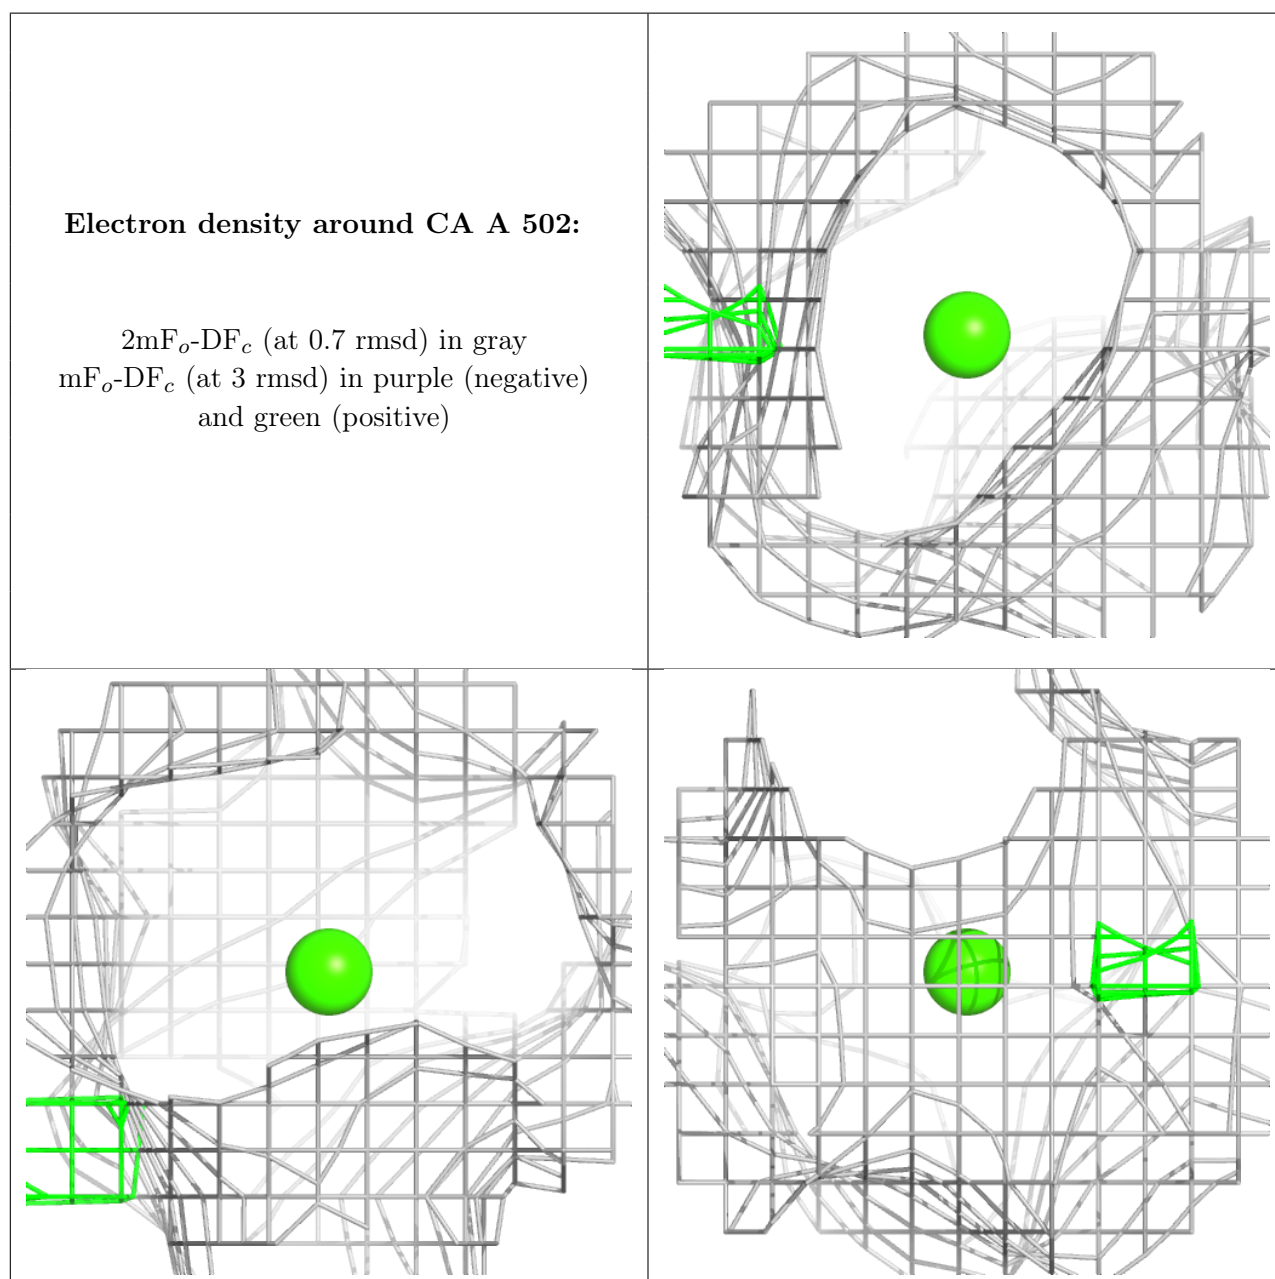 Electron density around CA A 502:
2mFₒ-DF𝒸 (at 0.7 rmsd) in gray
mFₒ-DF𝒸 (at 3 rmsd) in purple (negative)
and green (positive)